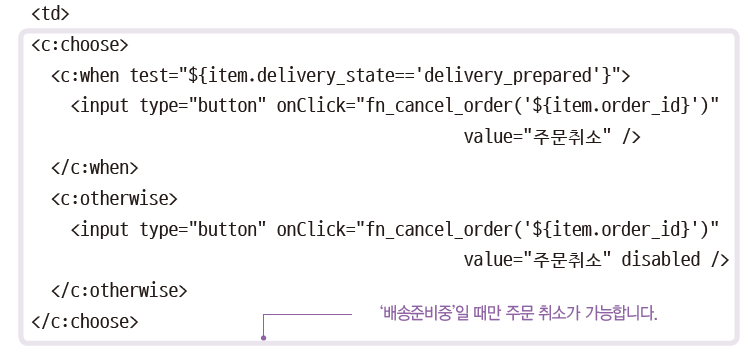 <td>
<c:choose>
<c:when test="${item.delivery_state=='delivery_prepared'}">
<input type="button" onClick="fn_cancel_order('${item.order_id}')"
value="주문취소" />
</c:when>
<c:otherwise>
<input type="button" onClick="fn_cancel_order('${item.order_id}')"
value="주문취소" disabled />
</c:otherwise>
</c:choose>
‘배송준비중’일 때만 주문 취소가 가능합니다.